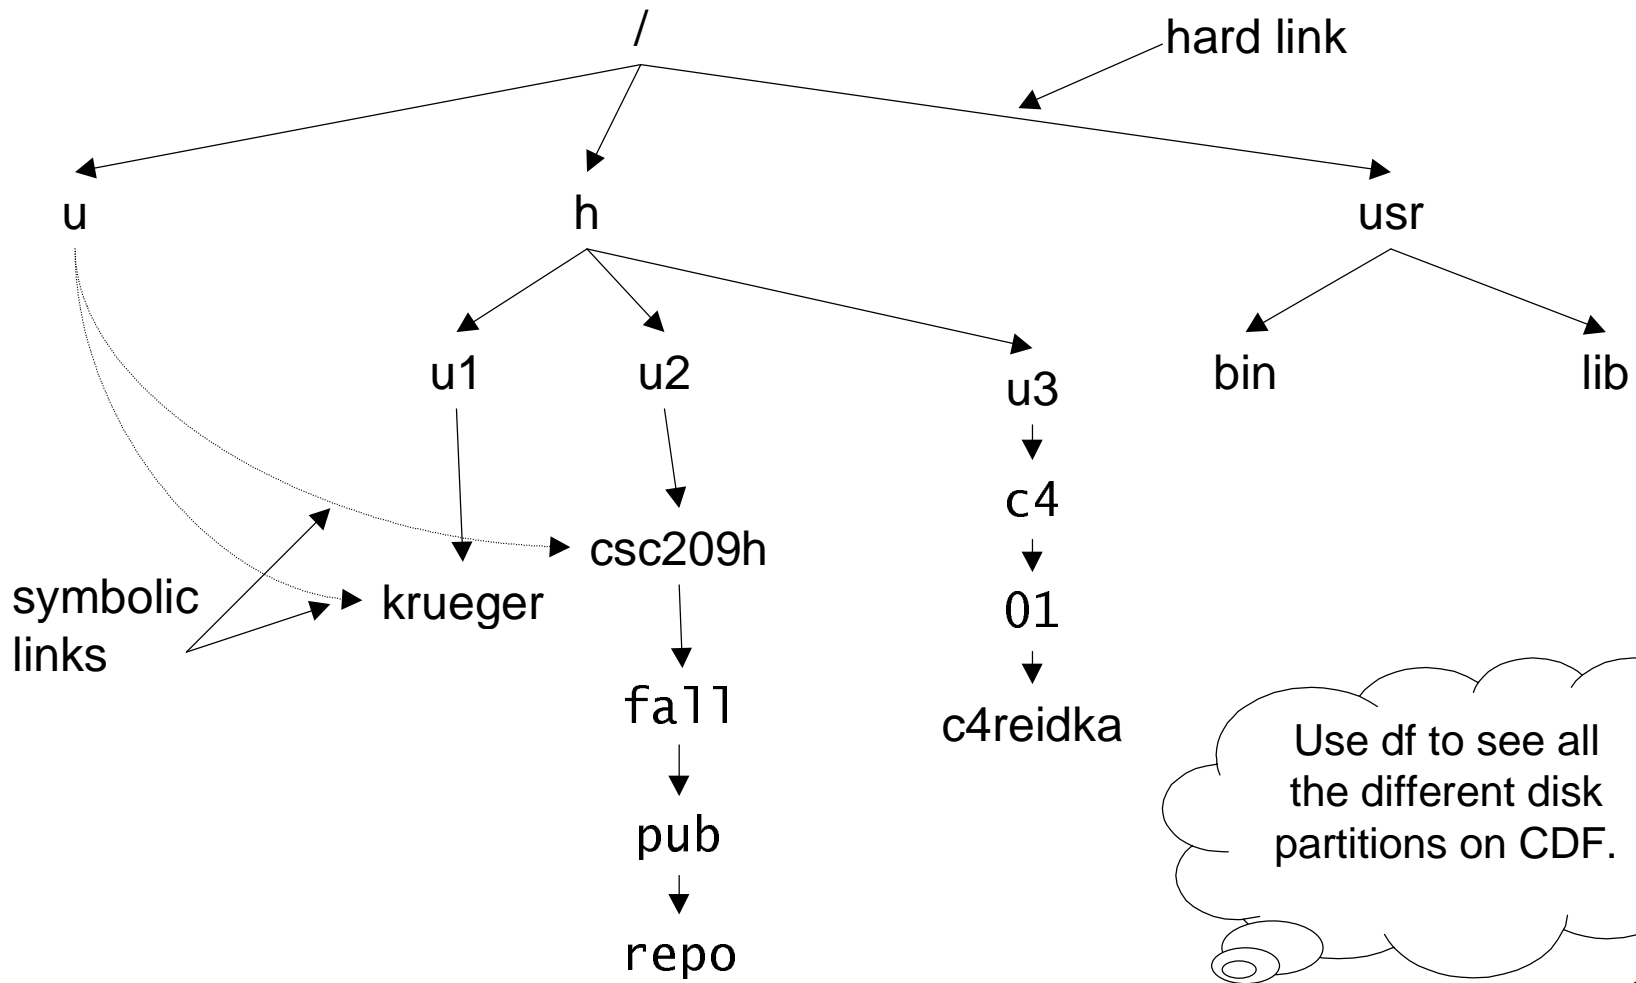 /
hard link
u
h
usr
u1
u2
u3
bin
lib
c4
csc209h
symbolic
links
krueger
01
fall
c4reidka
pub
repo
Use df to see all
the different disk
partitions on CDF.